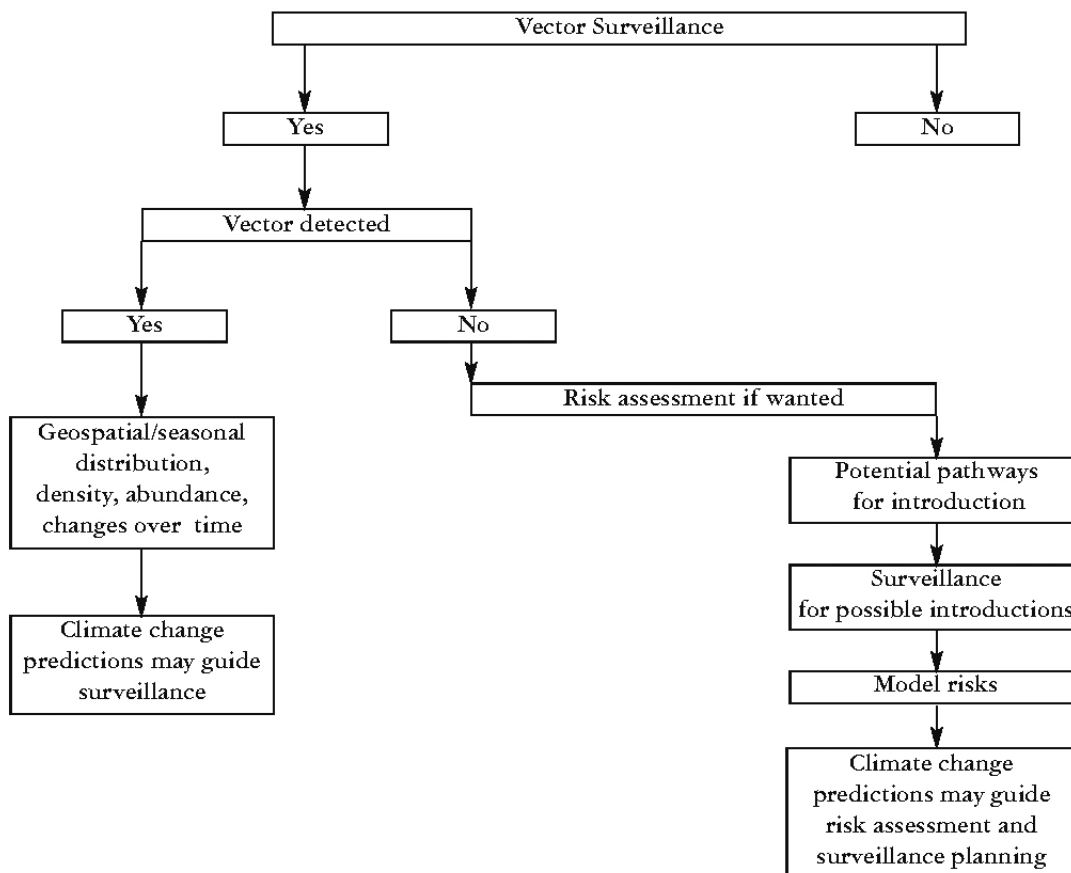 Vector Surveillance
Yes
No
Vector detected
Yes
No
Risk assessment if wanted
Geospatial/seasonal
distribution,
density, abundance,
changes over time
Potential pathways
for introduction
Surveillance
for possible introductions
Climate change
predictions may guide
surveillance
Model risks
Climate change
predictions may guide
risk assessment and
surveillance planning